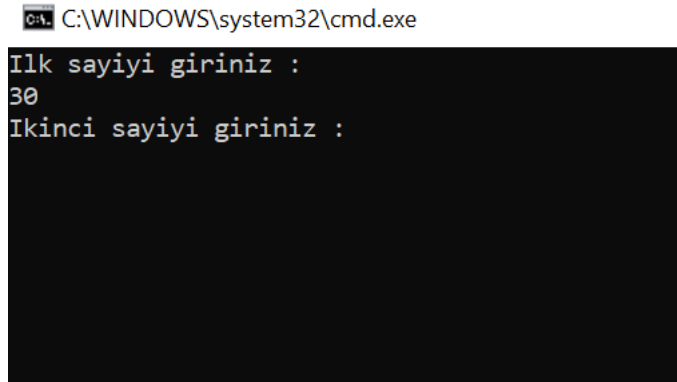 C:\WINDOWS\system32\cmd.exe
Ilk sayiyi giriniz :
30
Ikinci sayiyi giriniz :